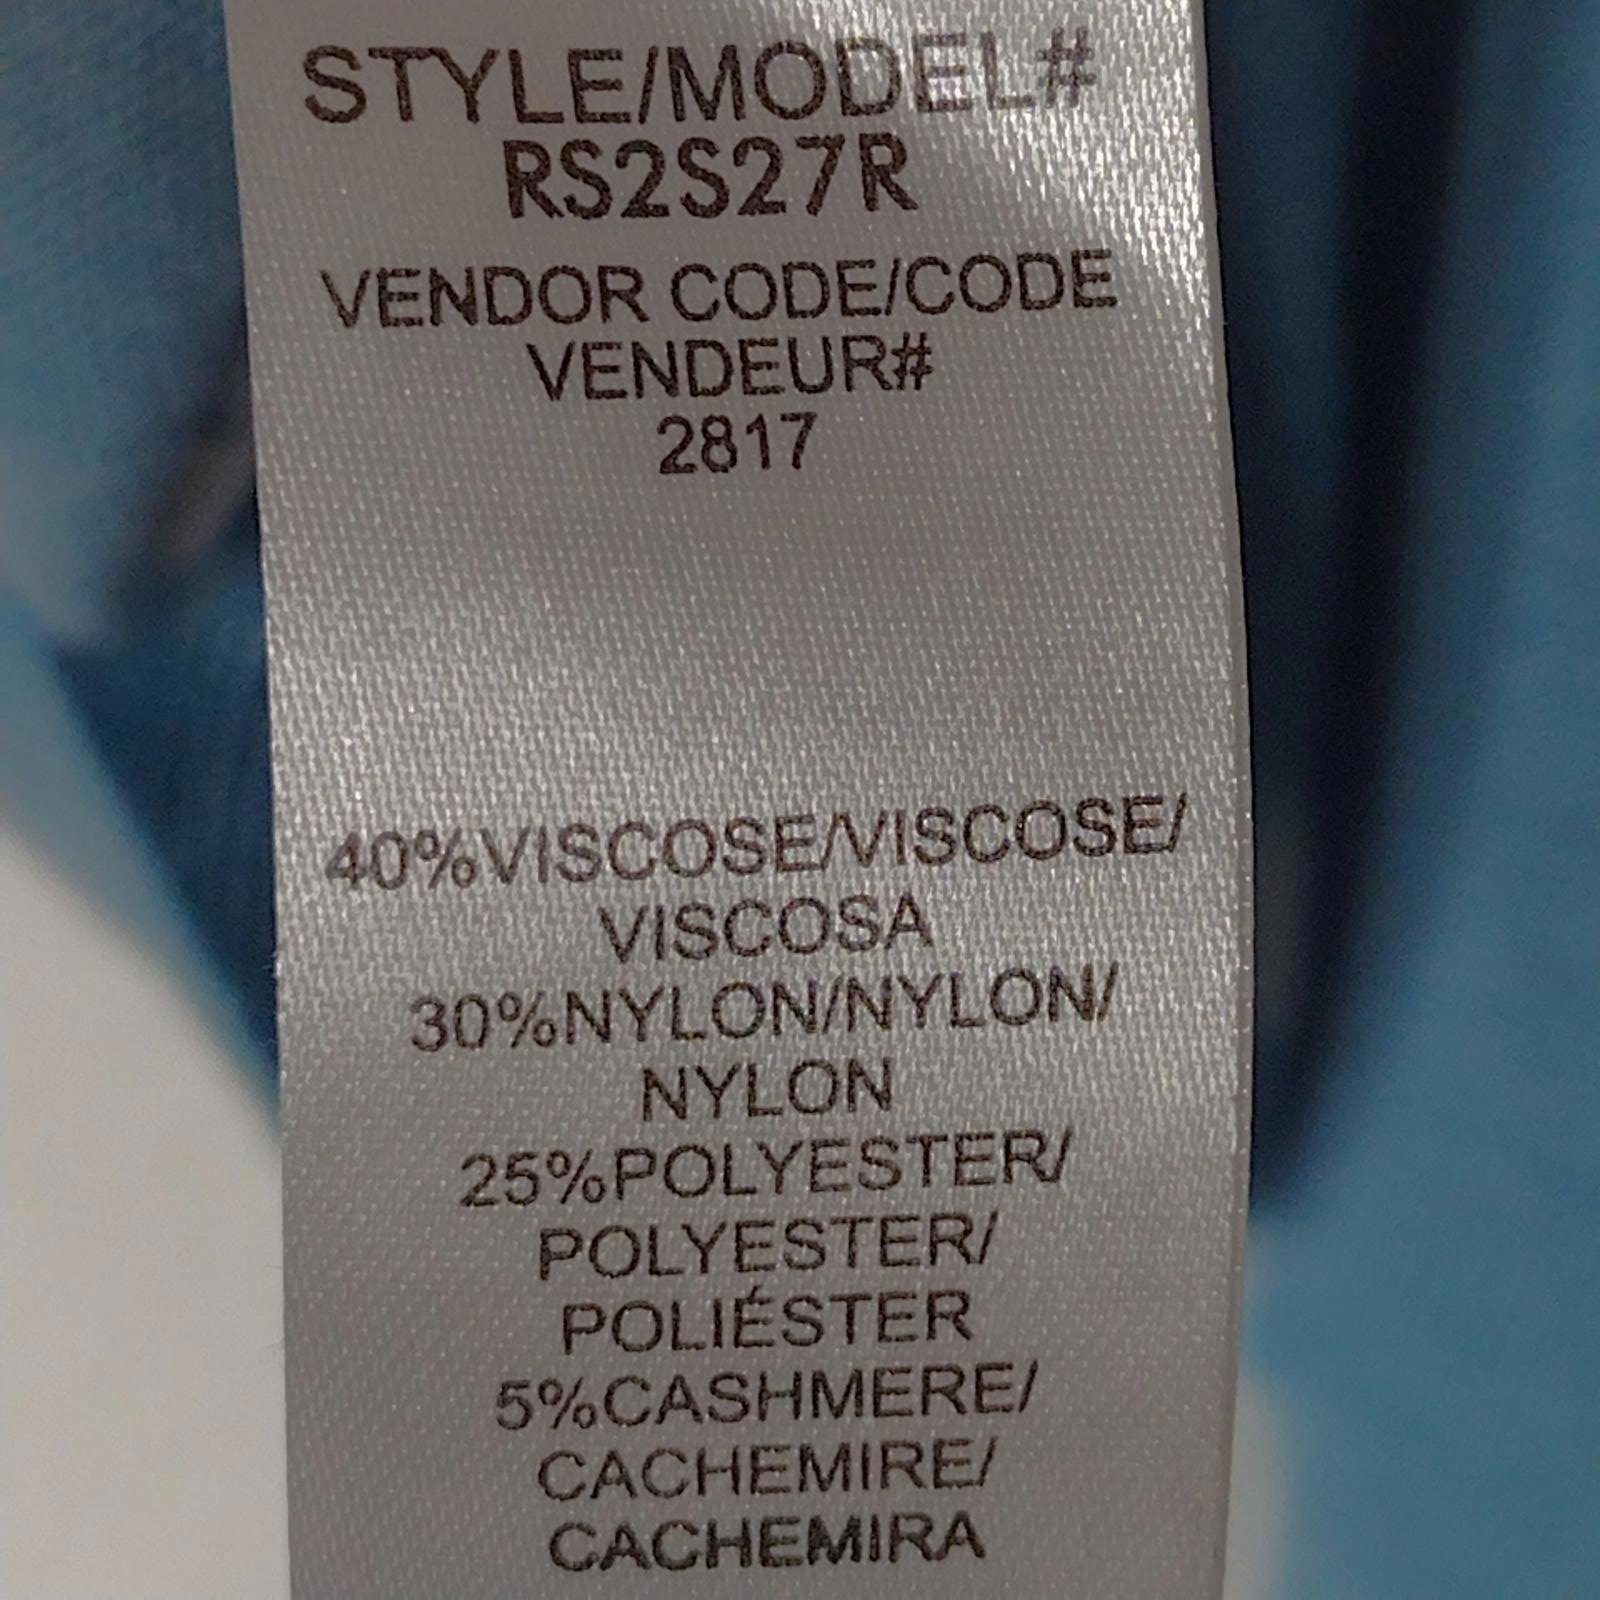 STYLE/MODEL#
RS2S27R
VENDOR CODE/CODE
VENDEUR#
2817
40%VISCOSE/VISCOSE/
VISCOSA
30%NYLON/NYLON/
NYLON
25%POLYESTER/
POLYESTER/
POLIÉSTER
5%CASHMERE/
CACHEMIRE/
CACHEMIRA